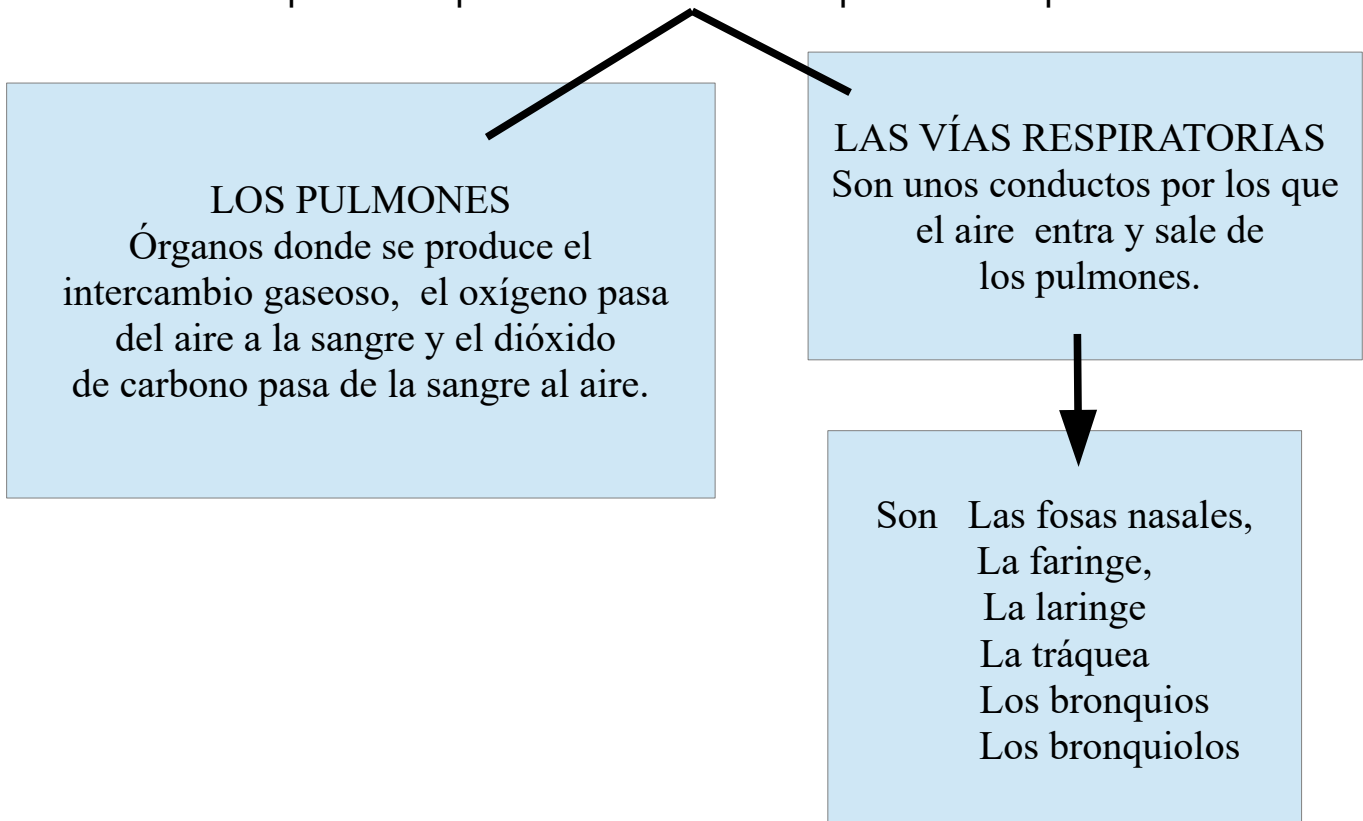 LOS PULMONES
Órganos donde se produce el
intercambio gaseoso, el oxígeno pasa
del aire a la sangre y el dióxido
de carbono pasa de la sangre al aire.
LAS VÍAS RESPIRATORIAS
Son unos conductos por los que
el aire entra y sale de
los pulmones.
Son Las fosas nasales,
La faringe,
La laringe
La tráquea
Los bronquios
Los bronquiolos